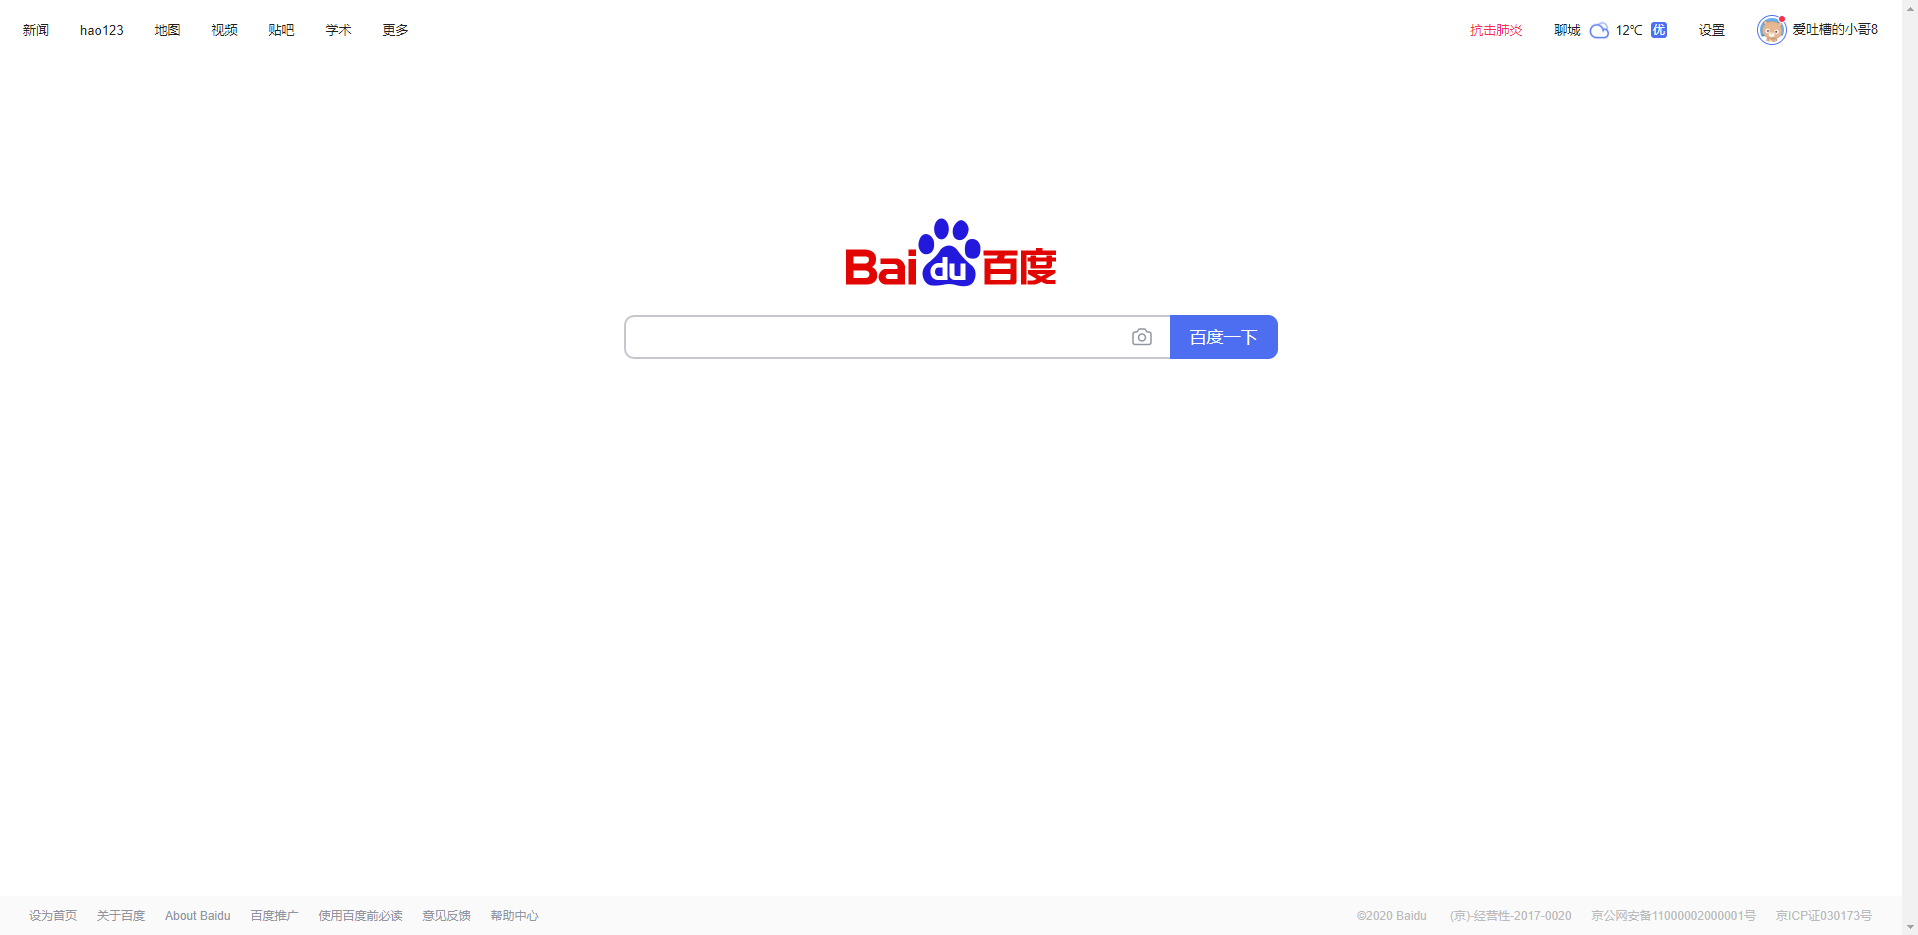 新闻 hao123 地图 视频 贴吧 学术 更多 抗击肺炎 聊城 12℃ 优 设置 爱吐槽的小哥8
Bai du 百度
百度一下
设为首页 关于百度 About Baidu 百度推广 使用百度前必读 意见反馈 帮助中心 ©2020 Baidu (京)-经营性-2017-0020 京公网安备11000002000001号 京ICP证030173号